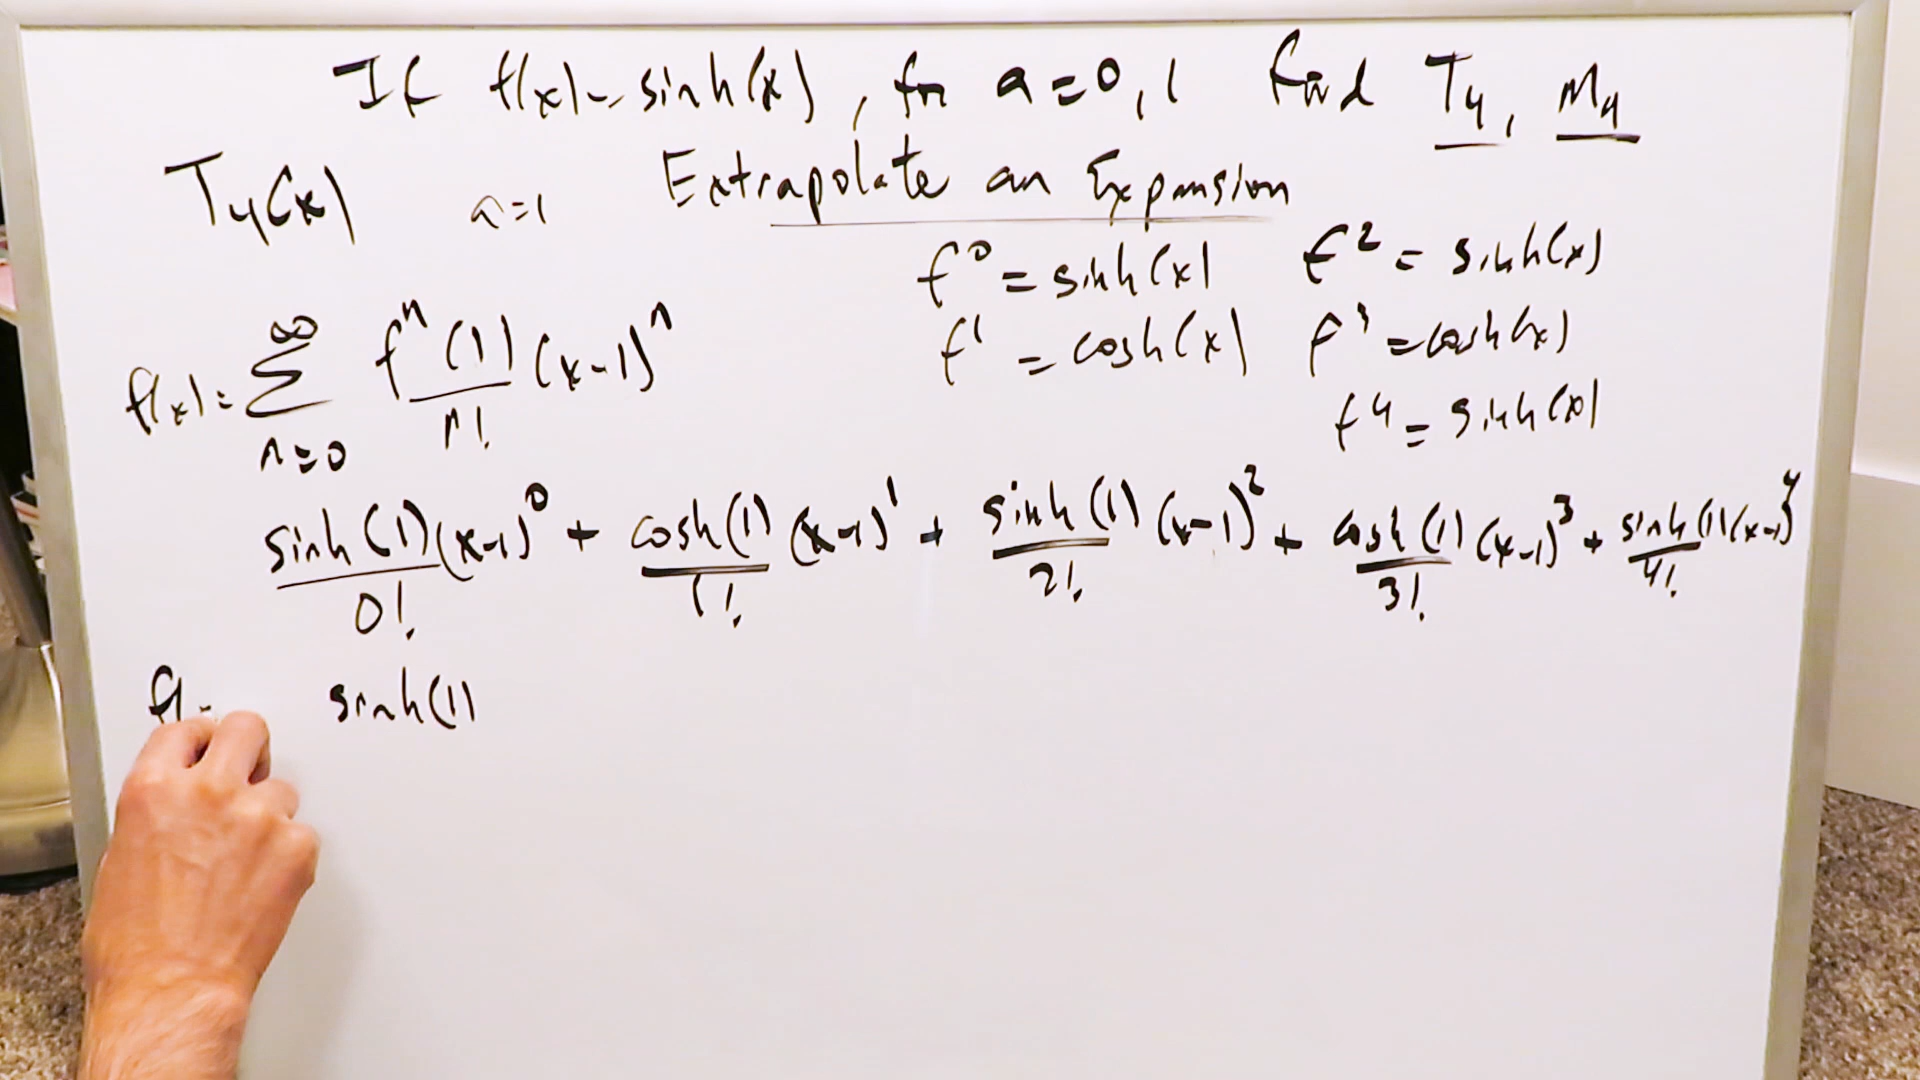 If f(x) = sinh(x), for a=0,1 find T4, M4
T4(x) a=1 Extrapolate an Expansion
f^0 = sinh(x) f^2 = sinh(x)
f(x) = ∑_{n=0}^{∞} f^n(1)/n! (x-1)^n f^1 = cosh(x) f^3 = cosh(x)
f^4 = sinh(x)
sinh(1)/0! (x-1)^0 + cosh(1)/1! (x-1)^1 + sinh(1)/2! (x-1)^2 + cosh(1)/3! (x-1)^3 + sinh(1)/4! (x-1)^4
sinh(1)